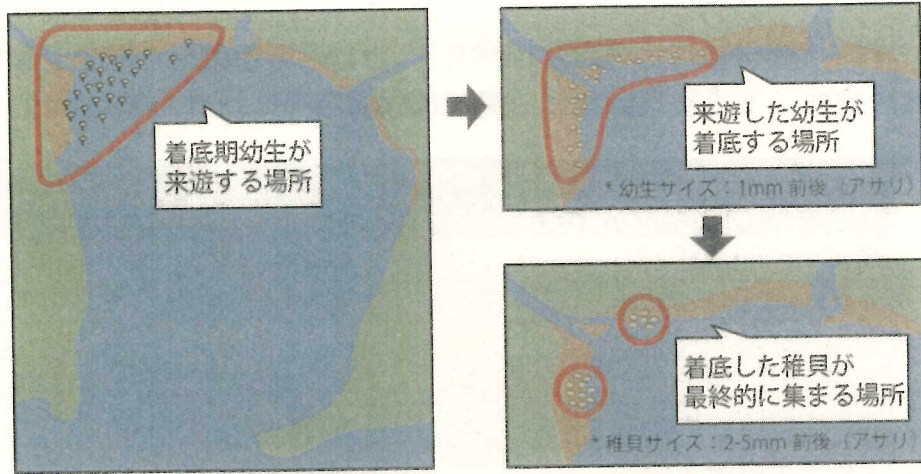 着底期幼生が
来遊する場所
来遊した幼生が
着底する場所
* 幼生サイズ：1mm 前後（アサリ）
着底した稚貝が
最終的に集まる場所
* 稚貝サイズ：2-5mm 前後（アサリ）